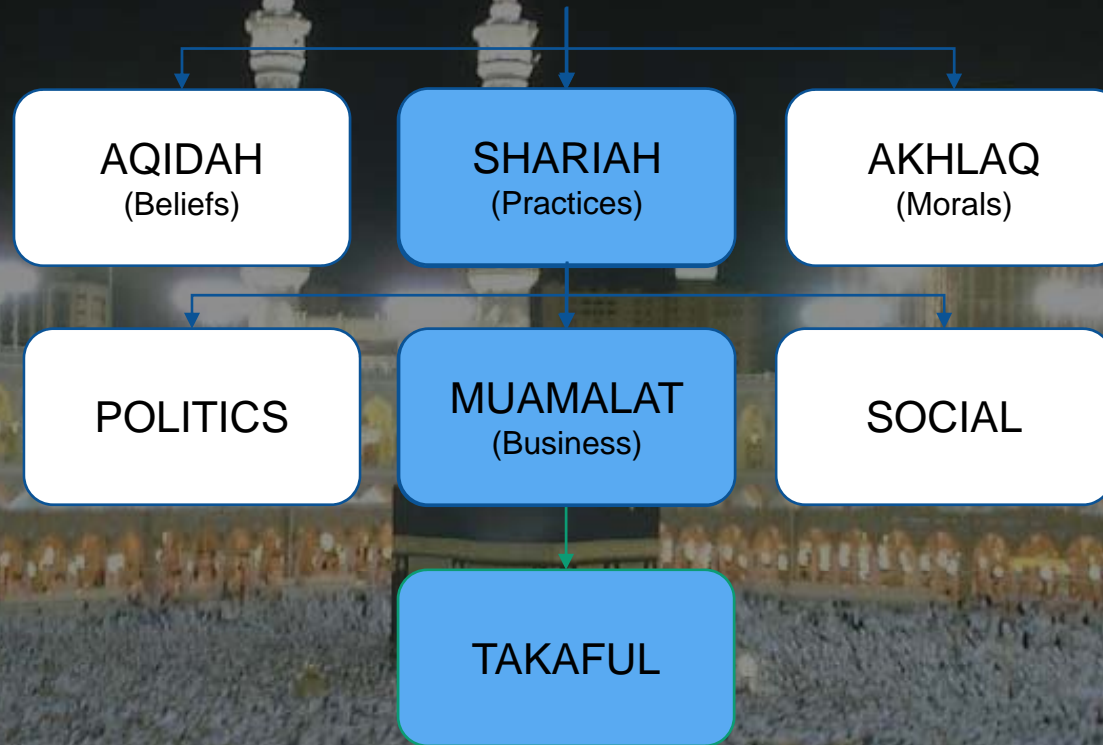 AQIDAH
(Beliefs)
SHARIAH
(Practices)
AKHLAQ
(Morals)
POLITICS
MUAMALAT
(Business)
SOCIAL
TAKAFUL